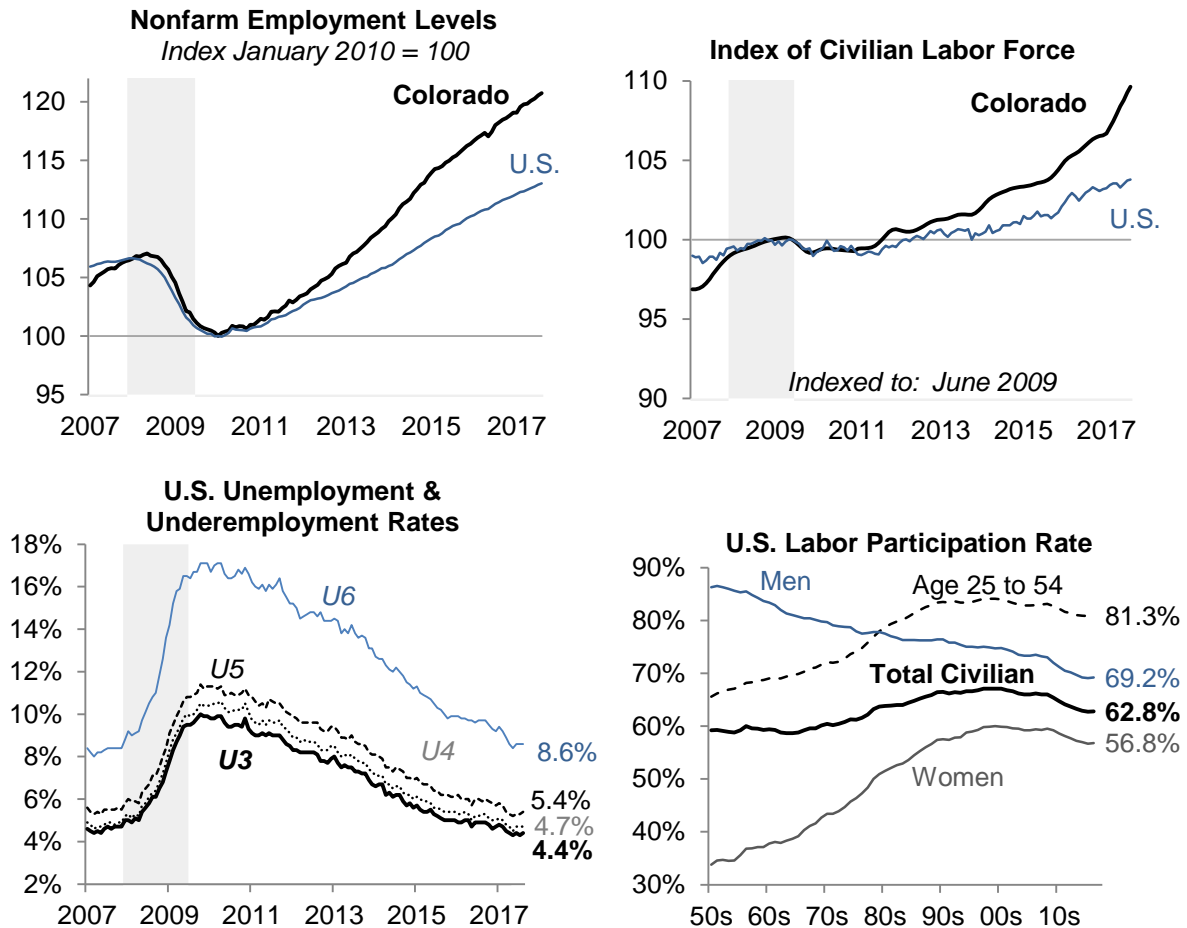 Nonfarm Employment Levels
Index January 2010 = 100
120
115
110
105
100
95
Colorado
U.S.
2007 2009 2011 2013 2015 2017
Index of Civilian Labor Force
110
105
100
95
90
Colorado
U.S.
Indexed to: June 2009
2007 2009 2011 2013 2015 2017
U.S. Unemployment &
Underemployment Rates
18%
16%
14%
12%
10%
8%
6%
4%
2%
U6
U5
U4
U3
8.6%
5.4%
4.7%
4.4%
2007 2009 2011 2013 2015 2017
U.S. Labor Participation Rate
90%
80%
70%
60%
50%
40%
30%
Men
Age 25 to 54
81.3%
Total Civilian
69.2%
62.8%
56.8%
Women
50s 60s 70s 80s 90s 00s 10s